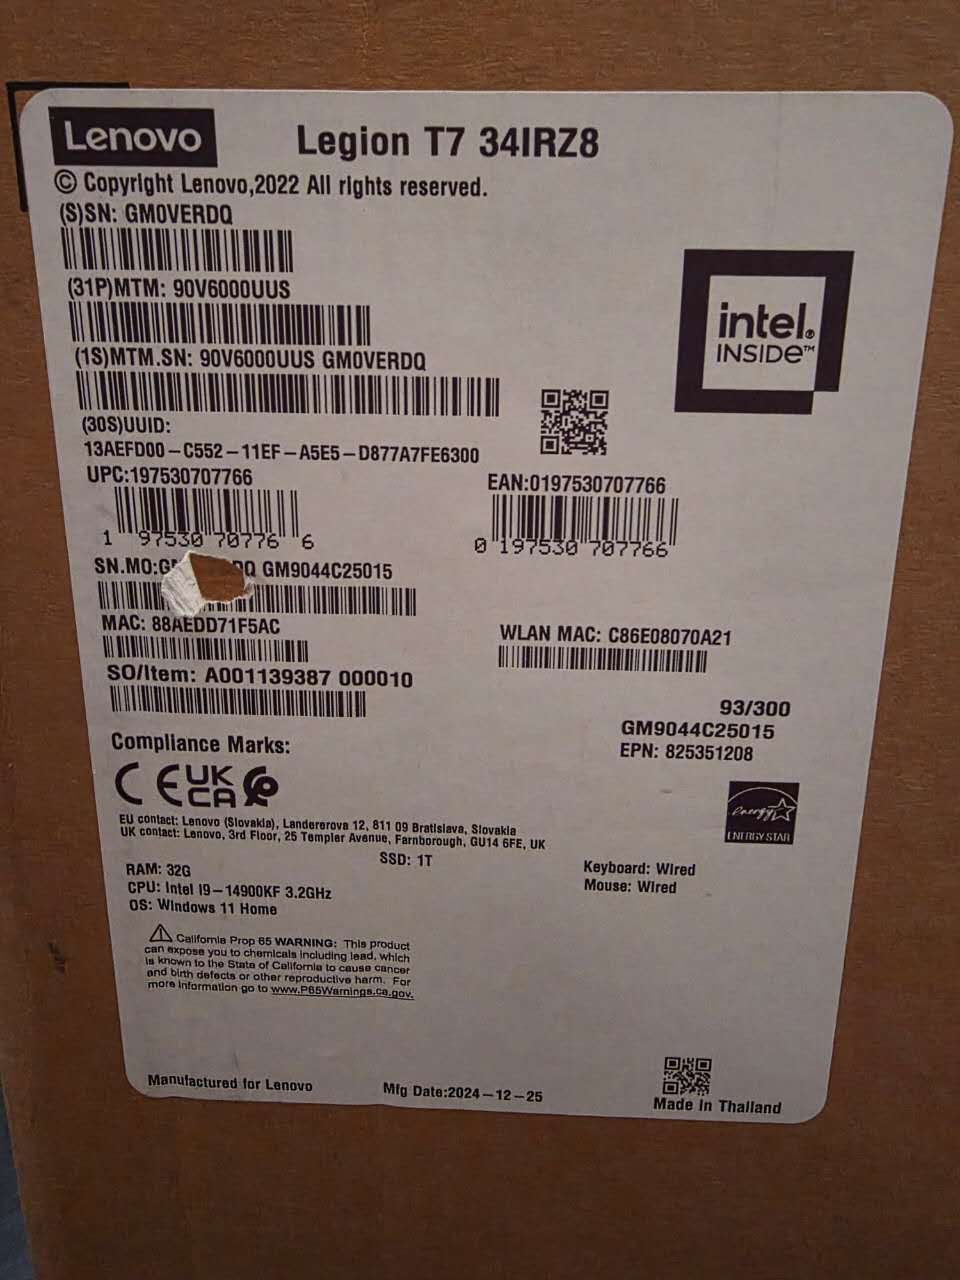 Lenovo
Legion T7 34IRZ8
© Copyright Lenovo,2022 All rights reserved.
(S)SN: GM0VERDQ
(31P)MTM: 90V6000UUS
(1S)MTM.SN: 90V6000UUS GM0VERDQ
intel®
INSIDE™
(30S)UUID:
13AEFD00-C552-11EF-A5E5-D877A7FE6300
UPC:197530707766
1 97530 70776 6
EAN:0197530707766
0 197530 707766
SN.MO:GM DQ GM9044C25015
MAC: 88AEDD71F5AC
WLAN MAC: C86E08070A21
SO/Item: A001139387 000010
93/300
GM9044C25015
EPN: 825351208
Compliance Marks:
CE UK CA
energy
ENERGY STAR
EU contact: Lenovo (Slovakia), Landererova 12, 811 09 Bratislava, Slovakia
UK contact: Lenovo, 3rd Floor, 25 Templer Avenue, Farnborough, GU14 6FE, UK
SSD: 1T
RAM: 32G
CPU: Intel I9-14900KF 3.2GHz
OS: Windows 11 Home
Keyboard: Wired
Mouse: Wired
California Prop 65 WARNING: This product
can expose you to chemicals including lead, which
is known to the State of California to cause cancer
and birth defects or other reproductive harm. For
more information go to www.P65Warnings.ca.gov.
Manufactured for Lenovo
Mfg Date:2024-12-25
Made In Thailand